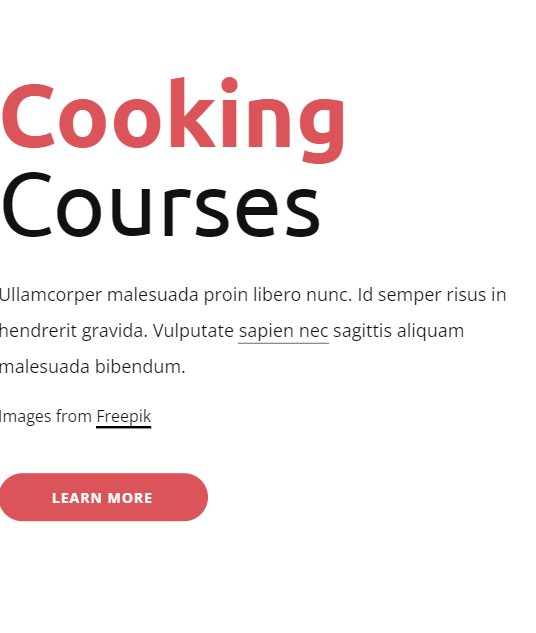 Cooking
Courses
Ullamcorper malesuada proin libero nunc. Id semper risus in
hendrerit gravida. Vulputate sapien nec sagittis aliquam
malesuada bibendum.
Images from Freepik
LEARN MORE